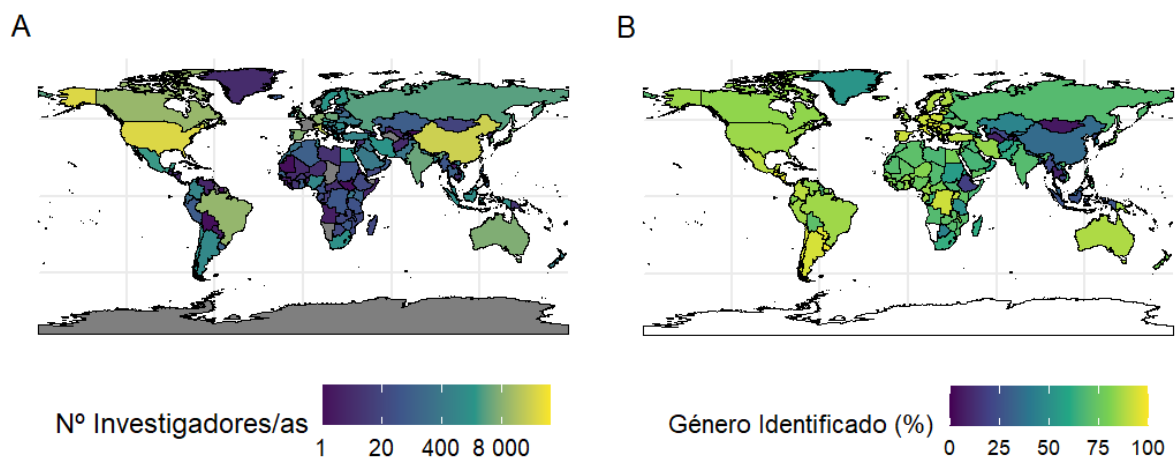 A
B
Nº Investigadores/as
1 20 400 8 000
Género Identificado (%)
0 25 50 75 100